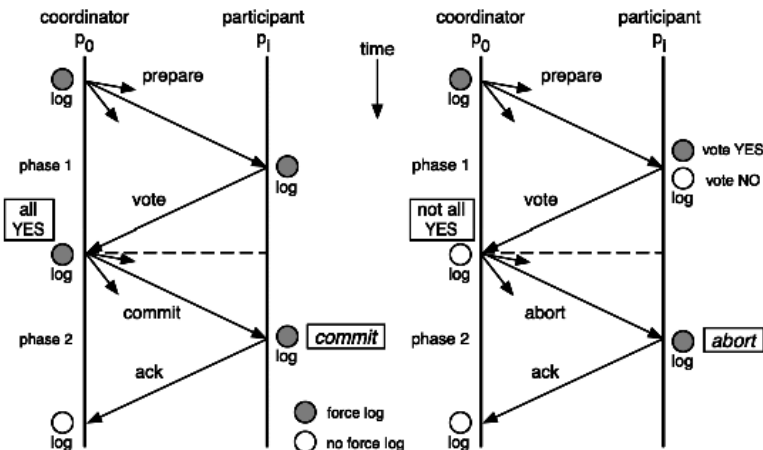 coordinator
participant
p0
pi
log
prepare
phase 1
log
vote
all
YES
log
commit
phase 2
log
commit
ack
log
time
force log
no force log
coordinator
participant
p0
pi
log
prepare
phase 1
vote YES
vote NO
log
vote
not all
YES
log
abort
phase 2
log
abort
ack
log